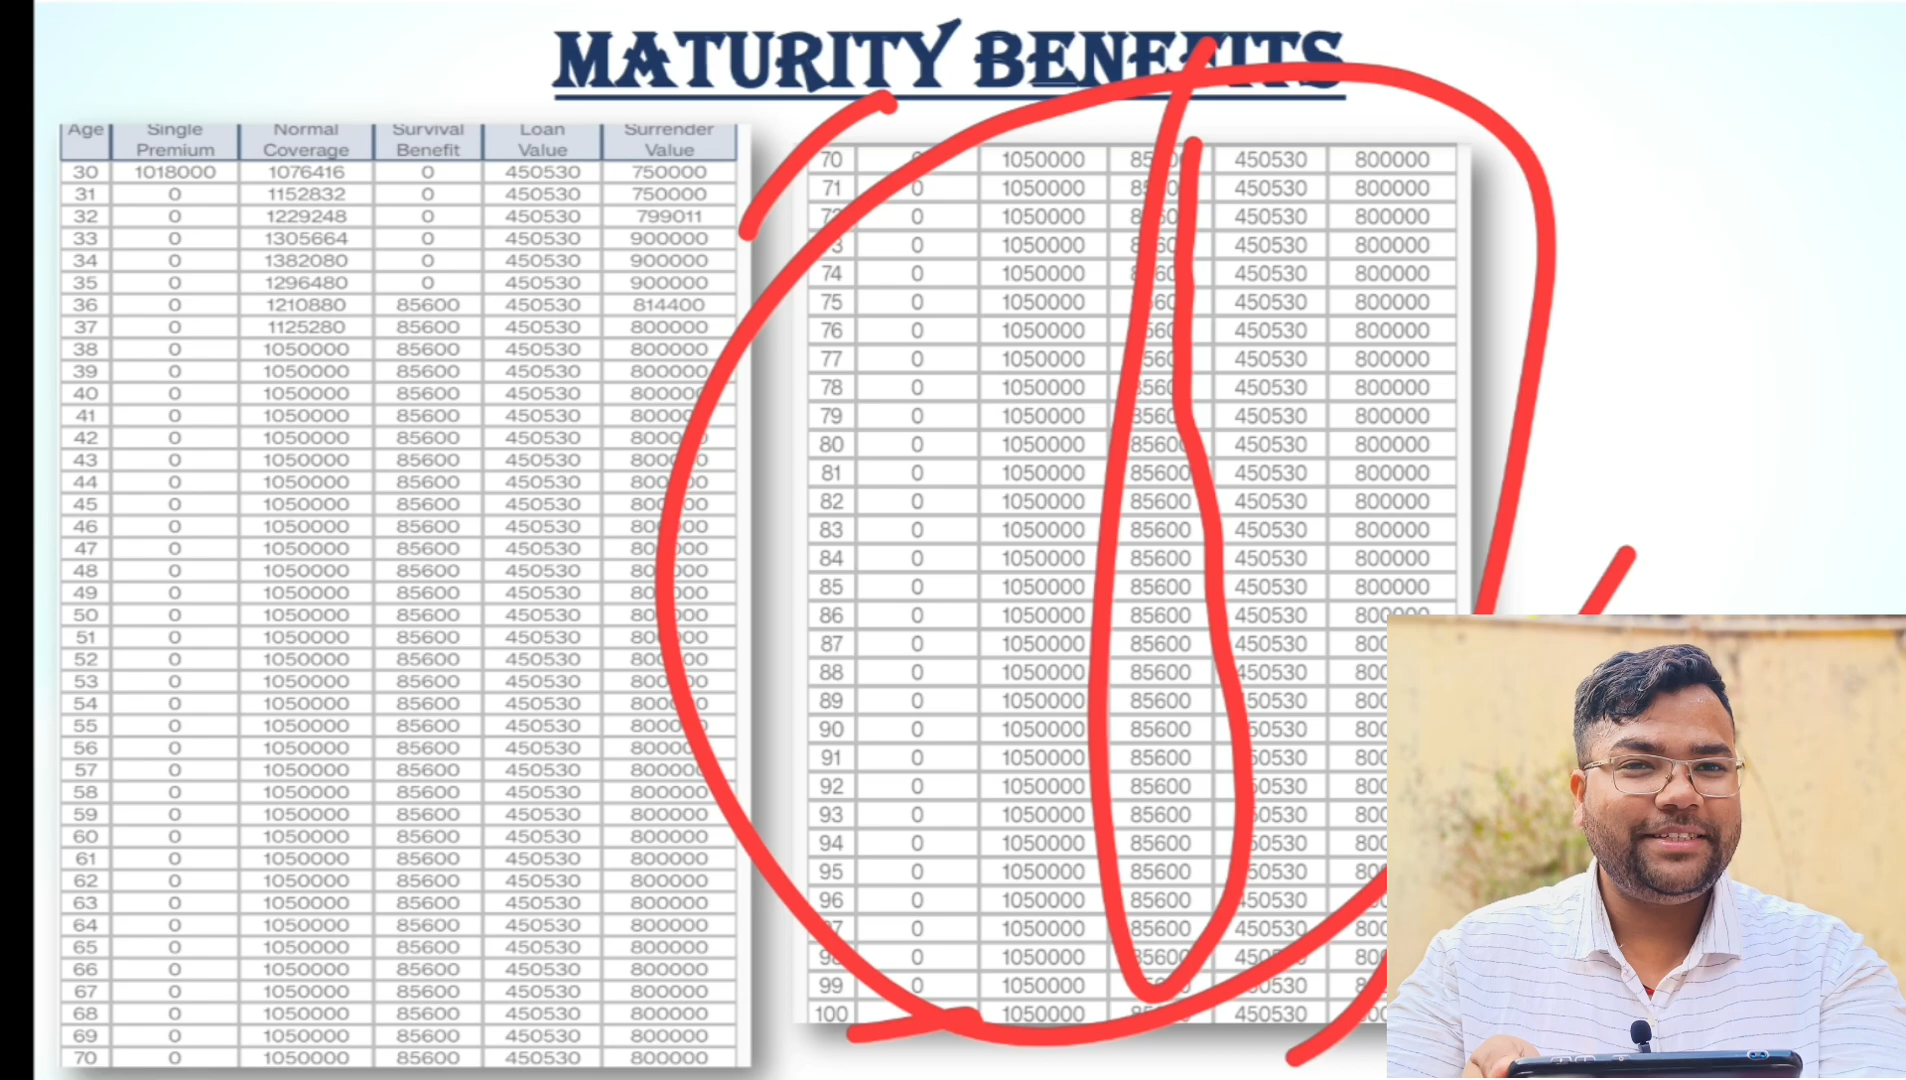 MATURITY BENEFITS
Age Single Premium Normal Coverage Survival Benefit Loan Value Surrender Value
30 1018000 1076416 0 450530 750000
31 0 1152832 0 450530 750000
32 0 1229248 0 450530 799011
33 0 1305664 0 450530 900000
34 0 1382080 0 450530 900000
35 0 1296480 0 450530 900000
36 0 1210880 85600 450530 814400
37 0 1125280 85600 450530 800000
38 0 1050000 85600 450530 800000
39 0 1050000 85600 450530 800000
40 0 1050000 85600 450530 800000
41 0 1050000 85600 450530 800000
42 0 1050000 85600 450530
43 0 1050000 85600 450530
44 0 1050000 85600 450530
45 0 1050000 85600 450530
46 0 1050000 85600 450530
47 0 1050000 85600 450530
48 0 1050000 85600 450530
49 0 1050000 85600 450530
50 0 1050000 85600 450530
51 0 1050000 85600 450530
52 0 1050000 85600 450530
53 0 1050000 85600 450530
54 0 1050000 85600 450530
55 0 1050000 85600 450530
56 0 1050000 85600 450530 800000
57 0 1050000 85600 450530 800000
58 0 1050000 85600 450530 800000
59 0 1050000 85600 450530 800000
60 0 1050000 85600 450530 800000
61 0 1050000 85600 450530 800000
62 0 1050000 85600 450530 800000
63 0 1050000 85600 450530 800000
64 0 1050000 85600 450530 800000
65 0 1050000 85600 450530 800000
66 0 1050000 85600 450530 800000
67 0 1050000 85600 450530 800000
68 0 1050000 85600 450530 800000
69 0 1050000 85600 450530 800000
70 0 1050000 85600 450530 800000
70 0 1050000 450530 800000
71 0 1050000 450530 800000
0 1050000 450530 800000
0 1050000 450530 800000
74 0 1050000 450530 800000
75 0 1050000 450530 800000
76 0 1050000 450530 800000
77 0 1050000 450530 800000
78 0 1050000 450530 800000
79 0 1050000 450530 800000
80 0 1050000 85600 450530 800000
81 0 1050000 85600 450530 800000
82 0 1050000 85600 450530 800000
83 0 1050000 85600 450530 800000
84 0 1050000 85600 450530 800000
85 0 1050000 85600 450530 800000
86 0 1050000 85600 450530 800000
87 0 1050000 85600 450530
88 0 1050000 85600 450530
89 0 1050000 85600
90 0 1050000 85600
91 0 1050000 85600
92 0 1050000 85600
93 0 1050000 85600
94 0 1050000 85600
95 0 1050000 85600
96 0 1050000 85600 450530
0 1050000 85600 450530
0 1050000 85600
99 0 1050000
100 1050000 450530